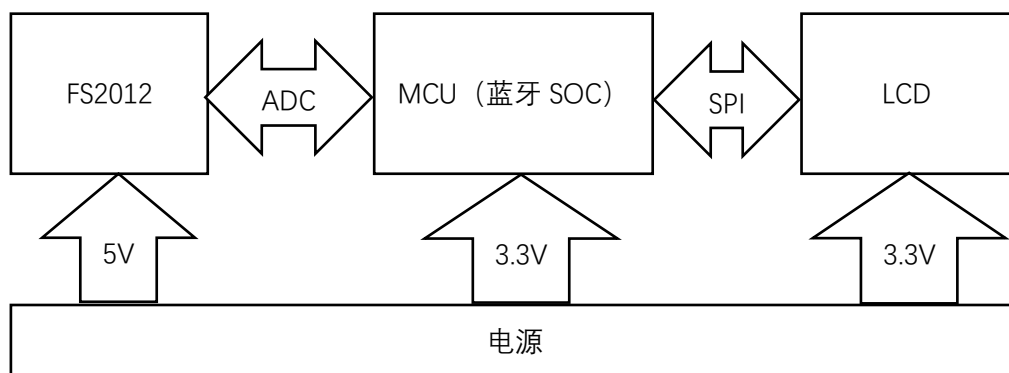 FS2012
ADC
MCU（蓝牙 SOC）
SPI
LCD
5V
3.3V
3.3V
电源